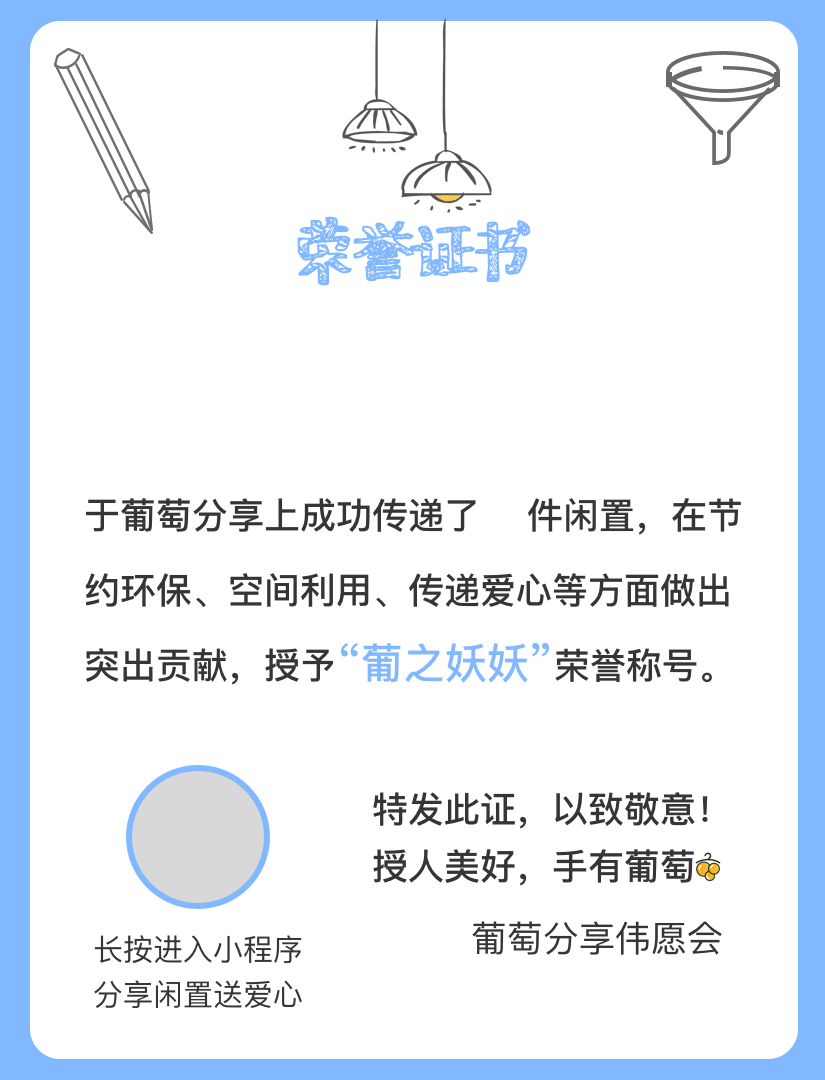 荣誉证书
于葡萄分享上成功传递了 件闲置，在节
约环保、空间利用、传递爱心等方面做出
突出贡献，授予“葡之妖妖”荣誉称号。
特发此证，以致敬意！
授人美好，手有葡萄
葡萄分享伟愿会
长按进入小程序
分享闲置送爱心